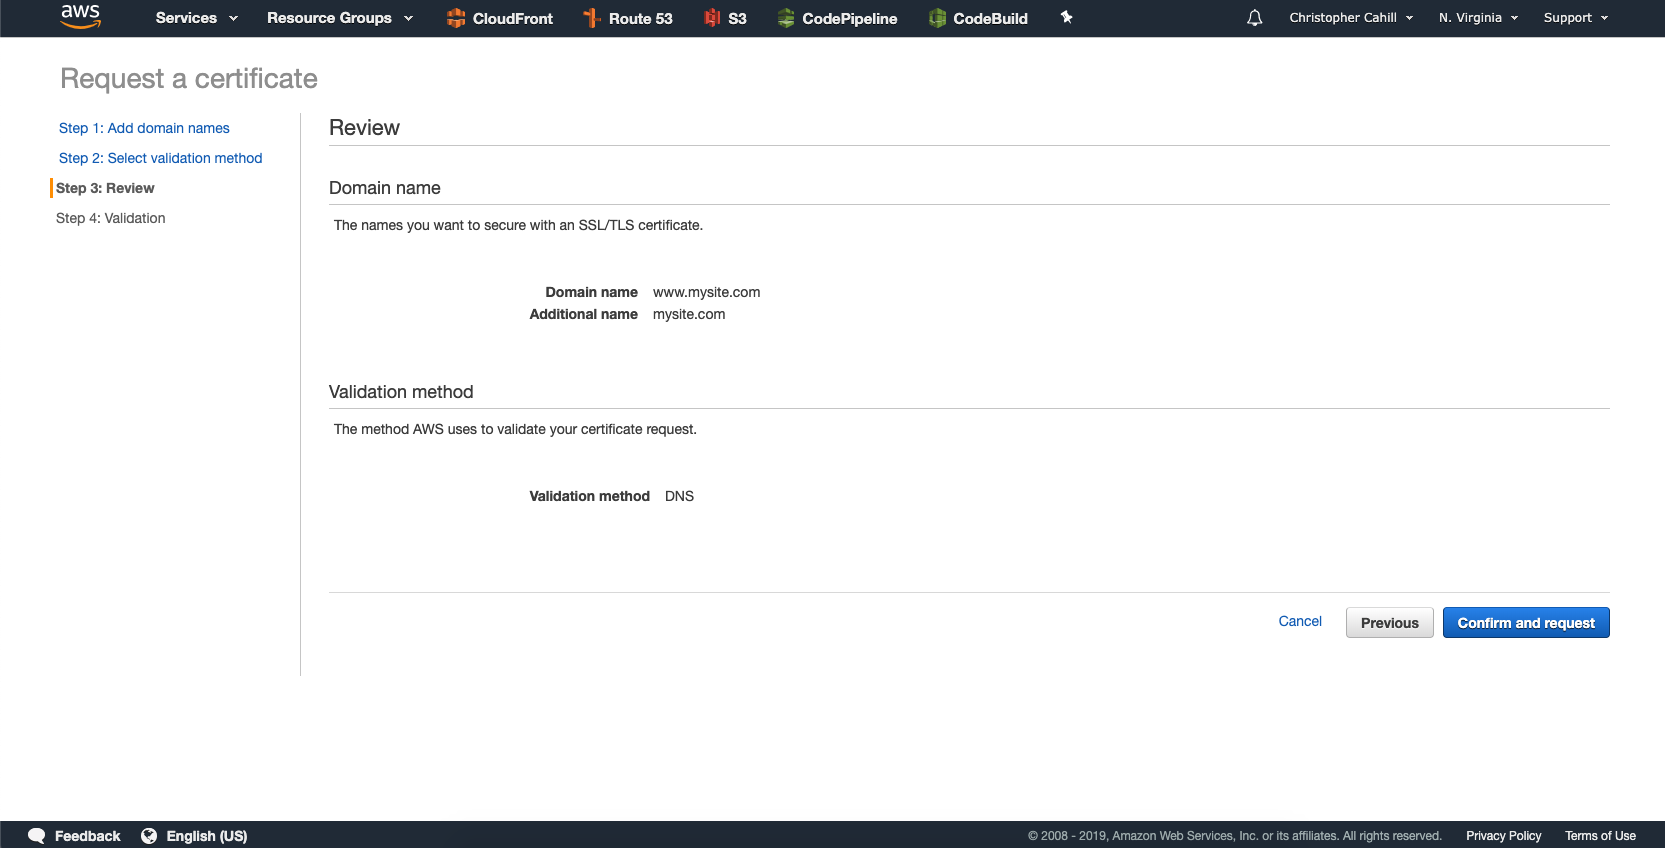 aws Services Resource Groups CloudFront Route 53 S3 CodePipeline CodeBuild Christopher Cahill N. Virginia Support
Request a certificate
Step 1: Add domain names
Step 2: Select validation method
Step 3: Review
Step 4: Validation
Review
Domain name
The names you want to secure with an SSL/TLS certificate.
Domain name www.mysite.com
Additional name mysite.com
Validation method
The method AWS uses to validate your certificate request.
Validation method DNS
Cancel Previous Confirm and request
Feedback English (US) © 2008 - 2019, Amazon Web Services, Inc. or its affiliates. All rights reserved. Privacy Policy Terms of Use